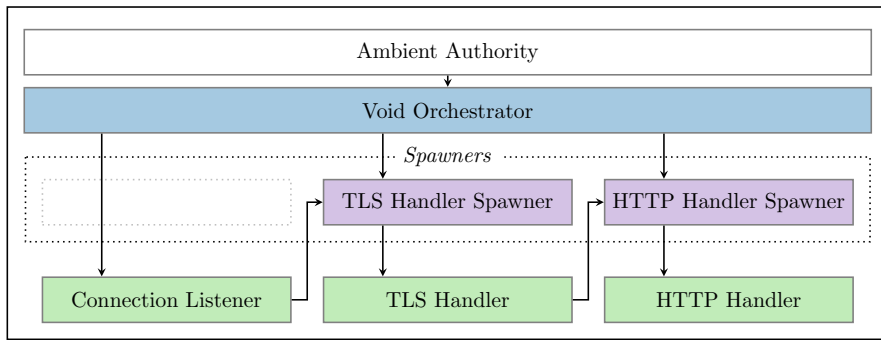 Ambient Authority
Void Orchestrator
Spawners
TLS Handler Spawner
HTTP Handler Spawner
Connection Listener
TLS Handler
HTTP Handler